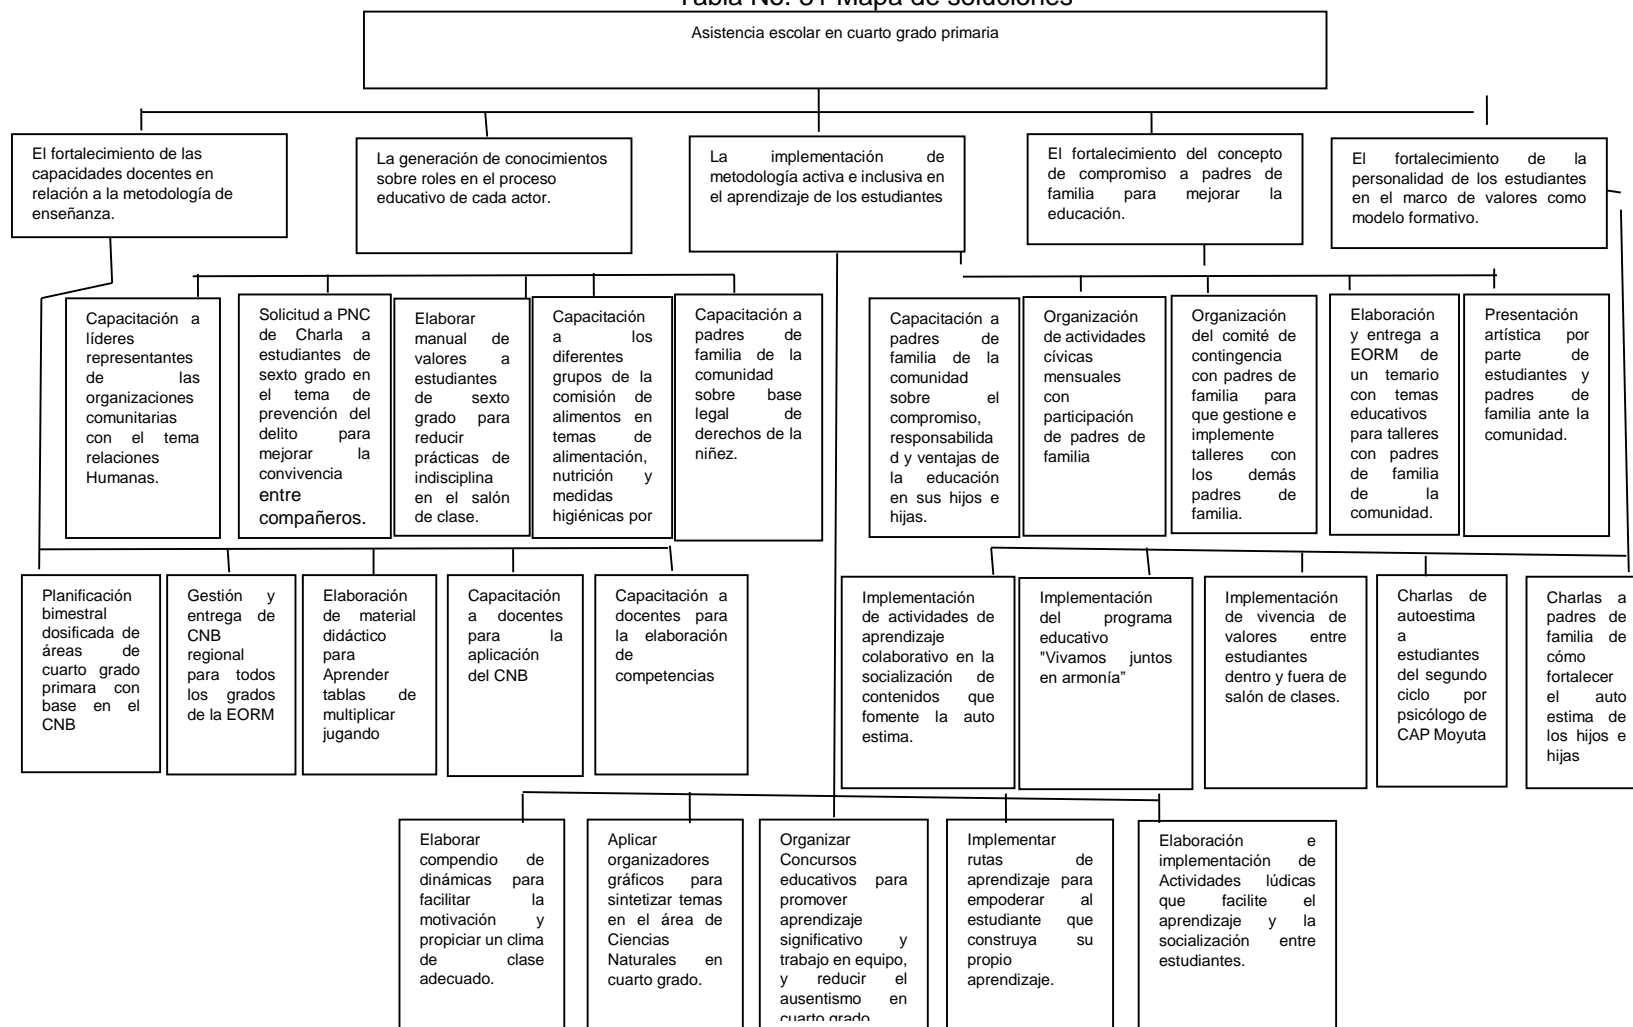 Tabla No. 31 Mapa de soluciones
Asistencia escolar en cuarto grado primaria
El fortalecimiento de las
capacidades docentes en
relación a la metodología de
enseñanza.
La generación de conocimientos
sobre roles en el proceso
educativo de cada actor.
La implementación de
metodología activa e inclusiva en
el aprendizaje de los estudiantes
El fortalecimiento del concepto
de compromiso a padres de
familia para mejorar la
educación.
El fortalecimiento de la
personalidad de los estudiantes
en el marco de valores como
modelo formativo.
Capacitación a
líderes
representantes
de las
organizaciones
comunitarias
con el tema
relaciones
Humanas.
Solicitud a PNC
de Charla a
estudiantes de
sexto grado en
el tema de
prevención del
delito para
mejorar la
convivencia
entre
compañeros.
Elaborar
manual de
valores a
estudiantes
de sexto
grado para
reducir
prácticas de
indisciplina
en el salón
de clase.
Capacitación
a los
diferentes
grupos de la
comisión de
alimentos en
temas de
alimentación,
nutrición y
medidas
higiénicas por
Capacitación a
padres de
familia de la
comunidad
sobre base
legal de
derechos de la
niñez.
Capacitación a
padres de
familia de la
comunidad
sobre el
compromiso,
responsabilida
d y ventajas de
la educación
en sus hijos e
hijas.
Organización
de actividades
cívicas
mensuales
con
participación
de padres de
familia
Organización
del comité de
contingencia
con padres de
familia para
que gestione e
implemente
talleres con
los demás
padres de
familia.
Elaboración
y entrega a
EORM de
un temario
con temas
educativos
para talleres
con padres
de familia
de la
comunidad.
Presentación
artística por
parte de
estudiantes y
padres de
familia ante la
comunidad.
Planificación
bimestral
dosificada de
áreas de
cuarto grado
primara con
base en el
CNB
Gestión y
entrega de
CNB
regional
para todos
los grados
de la EORM
Elaboración
de material
didáctico
para
Aprender
tablas de
multiplicar
jugando
Capacitación
a docentes
para la
aplicación
del CNB
Capacitación a
docentes para
la elaboración
de
competencias
Implementación
de actividades de
aprendizaje
colaborativo en la
socialización de
contenidos que
fomente la auto
estima.
Implementación
del programa
educativo
"Vivamos juntos
en armonía”
Implementación
de vivencia de
valores entre
estudiantes
dentro y fuera de
salón de clases.
Charlas de
autoestima
a
estudiantes
del segundo
ciclo por
psicólogo de
CAP Moyuta
Charlas a
padres de
familia de
cómo
fortalecer
el auto
estima de
los hijos e
hijas
Elaborar
compendio de
dinámicas para
facilitar la
motivación y
propiciar un clima
de clase
adecuado.
Aplicar
organizadores
gráficos para
sintetizar temas
en el área de
Ciencias
Naturales en
cuarto grado.
Organizar
Concursos
educativos para
promover
aprendizaje
significativo y
trabajo en equipo,
y reducir el
ausentismo en
cuarto grado
Implementar
rutas de
aprendizaje para
empoderar al
estudiante que
construya su
propio
aprendizaje.
Elaboración e
implementación de
Actividades lúdicas
que facilite el
aprendizaje y la
socialización entre
estudiantes.